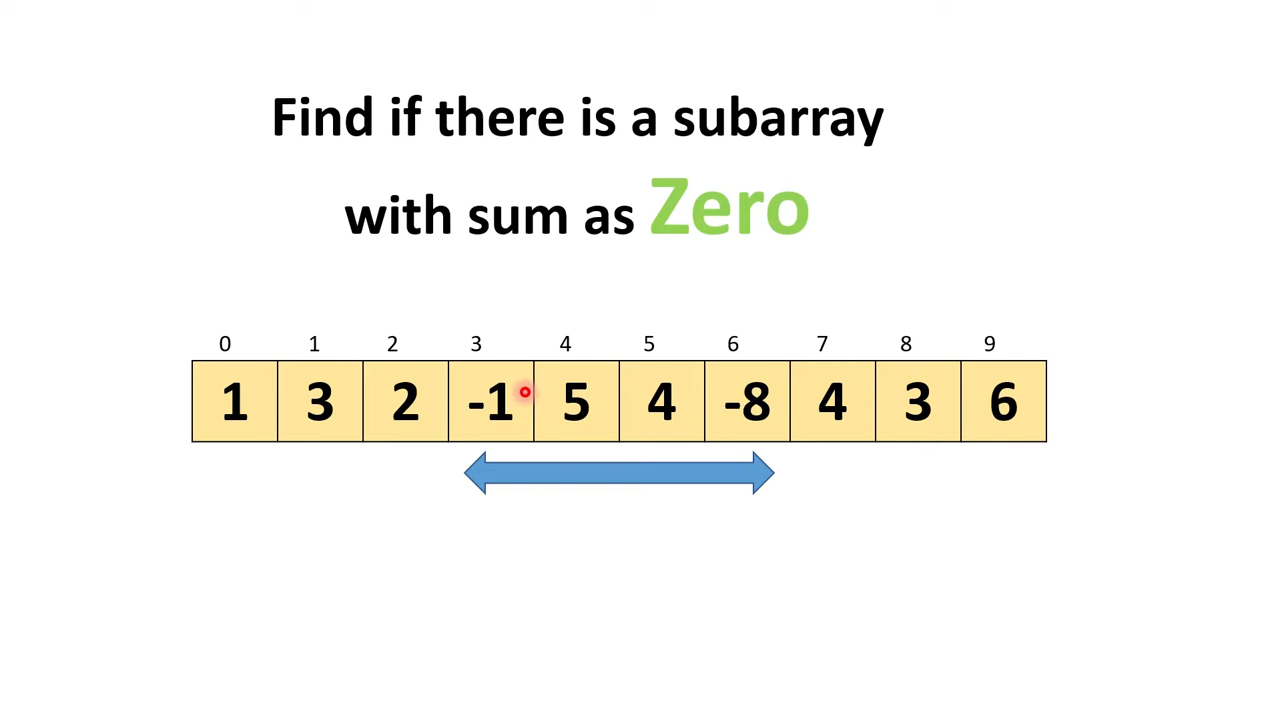 Find if there is a subarray
with sum as Zero
0 1 2 3 4 5 6 7 8 9
1 3 2 -1 5 4 -8 4 3 6